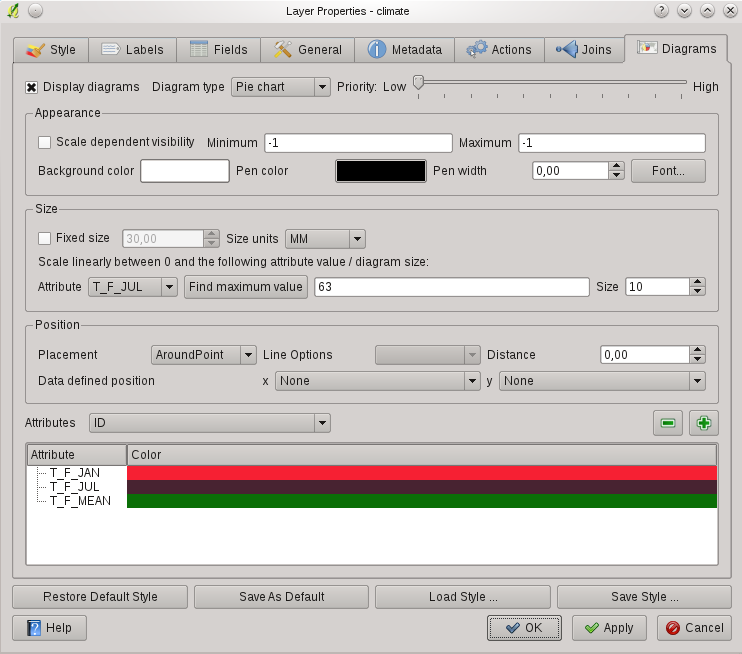 Layer Properties - climate
Style Labels Fields General Metadata Actions Joins Diagrams
Display diagrams Diagram type Pie chart Priority: Low High
Appearance
Scale dependent visibility Minimum -1 Maximum -1
Background color Pen color Pen width 0,00 Font...
Size
Fixed size 30,00 Size units MM
Scale linearly between 0 and the following attribute value / diagram size:
Attribute T_F_JUL Find maximum value 63 Size 10
Position
Placement AroundPoint Line Options Distance 0,00
Data defined position x None y None
Attributes ID
Attribute Color
T_F_JAN
T_F_JUL
T_F_MEAN
Restore Default Style Save As Default Load Style ... Save Style ...
Help OK Apply Cancel